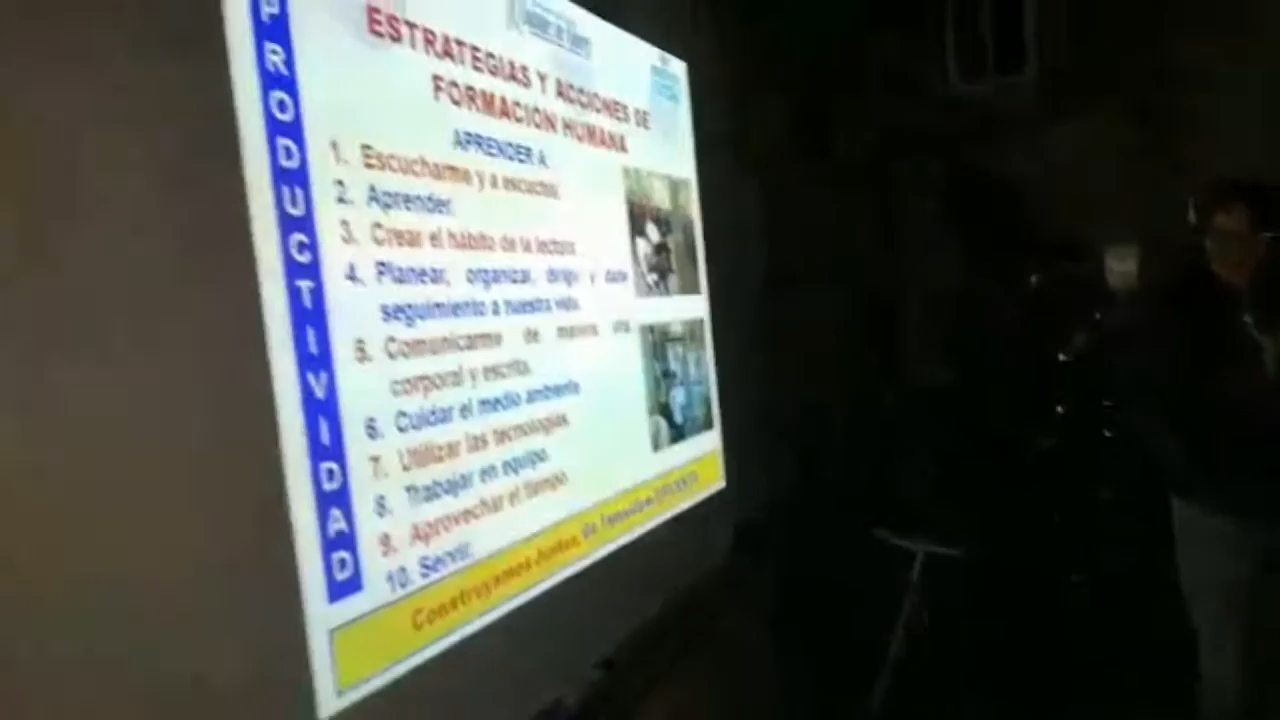 PRODUCTIVIDAD
ESTRATEGIAS Y ACCIONES DE
FORMACION HUMANA
APRENDER A:
1. Escucharme y a escuchar.
2. Aprender.
3. Crear el hábito de la lectura
4. Planear, organizar, dirigir y darle
seguimiento a nuestra vida.
5. Comunicarme de manera oral
corporal y escrita.
6. Cuidar el medio ambiente
7. Utilizar las tecnologías.
8. Trabajar en equipo.
9. Aprovechar el tiempo.
10. Servir.
Construyamos Juntos,